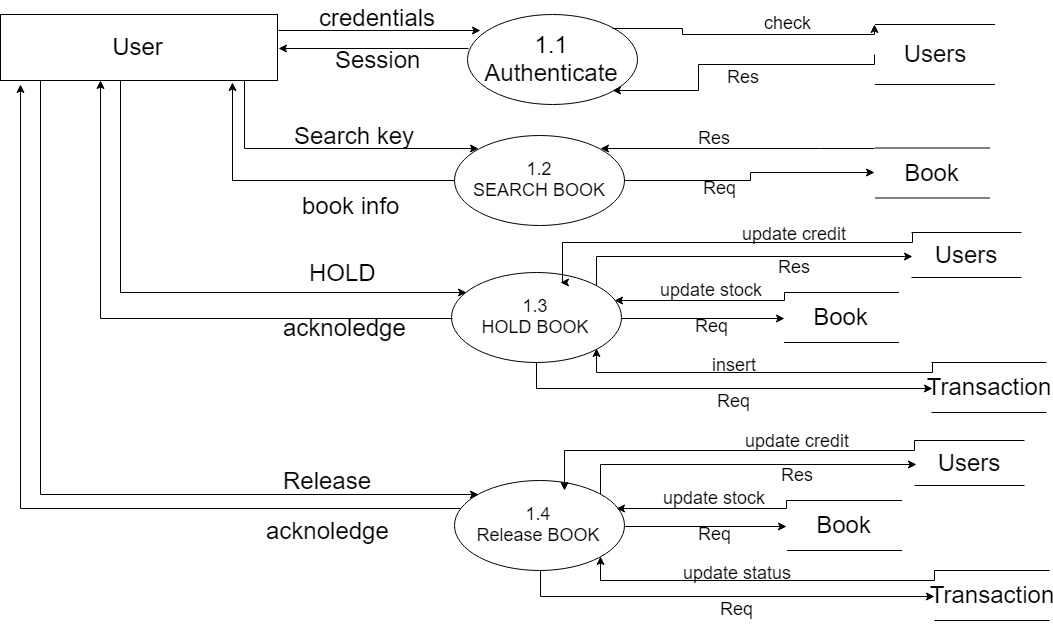 credentials
User
Session
1.1
Authenticate
check
Users
Res
Search key
book info
1.2
SEARCH BOOK
Res
Req
Book
HOLD
acknoledge
1.3
HOLD BOOK
update credit
Res
Users
update stock
Req
Book
insert
Req
Transaction
Release
acknoledge
1.4
Release BOOK
update credit
Res
Users
update stock
Req
Book
update status
Req
Transaction